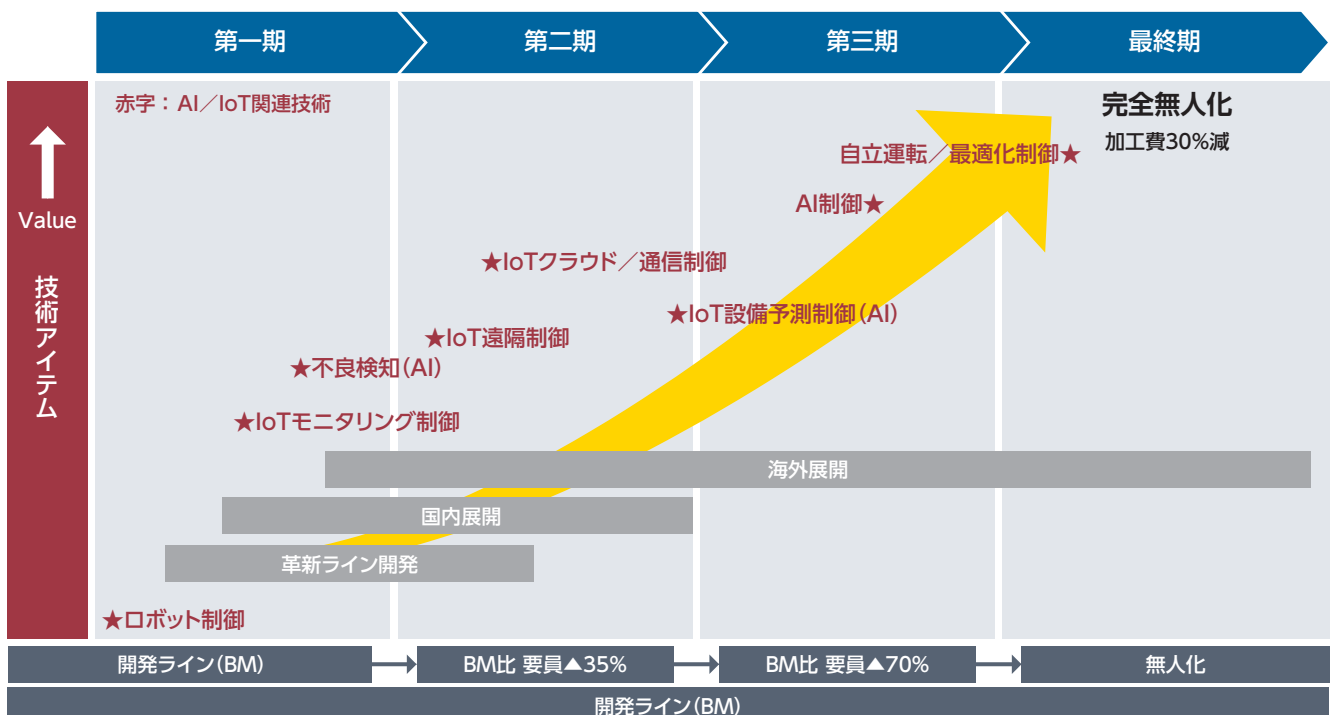 第一期
第二期
第三期
最終期
赤字：AI／IoT関連技術
完全無人化
加工費30%減
自立運転／最適化制御★
AI制御★
Value
技術アイテム
★IoTクラウド／通信制御
★IoT設備予測制御(AI)
★IoT遠隔制御
★不良検知(AI)
★IoTモニタリング制御
海外展開
国内展開
革新ライン開発
★ロボット制御
開発ライン(BM)
BM比 要員▲35%
BM比 要員▲70%
無人化
開発ライン(BM)